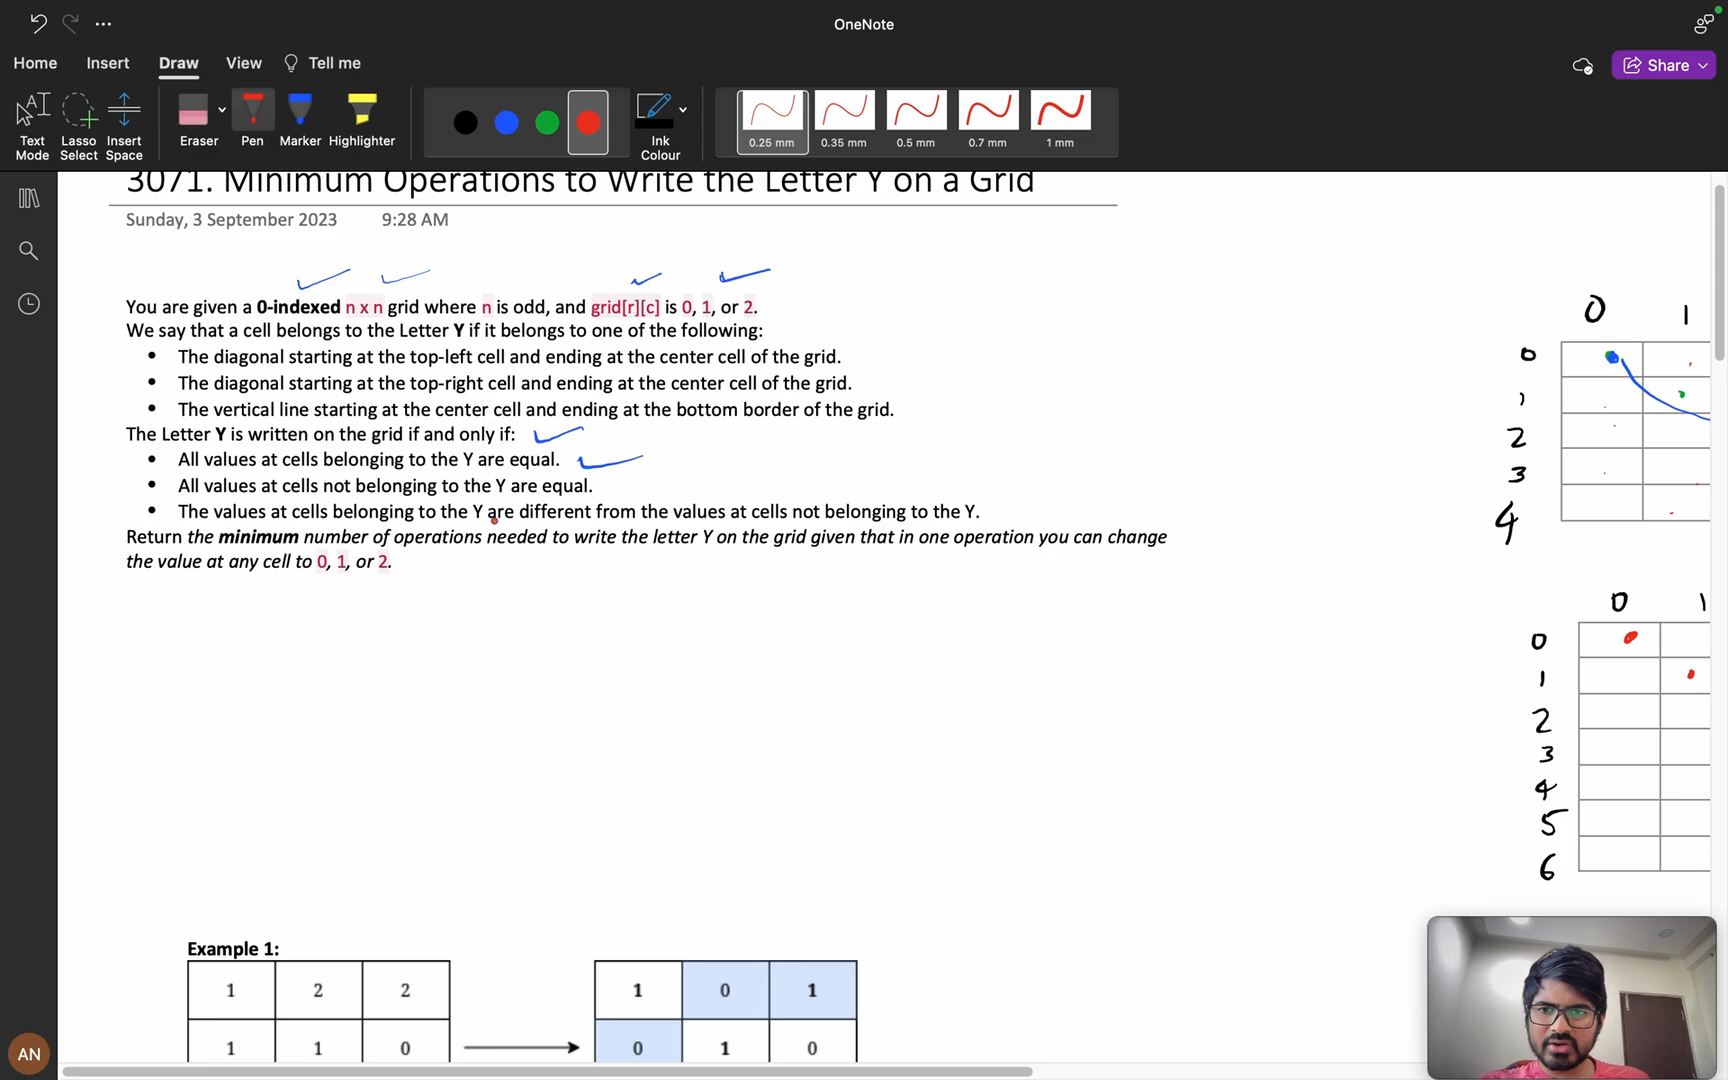 OneNote
Home Insert Draw View Tell me
Share
Text Mode
Lasso Select
Insert Space
Eraser
Pen
Marker
Highlighter
Ink Colour
0.25 mm
0.35 mm
0.5 mm
0.7 mm
1 mm
3071. Minimum Operations to Write the Letter Y on a Grid
Sunday, 3 September 2023 9:28 AM
You are given a 0-indexed n x n grid where n is odd, and grid[r][c] is 0, 1, or 2.
We say that a cell belongs to the Letter Y if it belongs to one of the following:
• The diagonal starting at the top-left cell and ending at the center cell of the grid.
• The diagonal starting at the top-right cell and ending at the center cell of the grid.
• The vertical line starting at the center cell and ending at the bottom border of the grid.
The Letter Y is written on the grid if and only if:
• All values at cells belonging to the Y are equal.
• All values at cells not belonging to the Y are equal.
• The values at cells belonging to the Y are different from the values at cells not belonging to the Y.
Return the minimum number of operations needed to write the letter Y on the grid given that in one operation you can change
the value at any cell to 0, 1, or 2.
0 1
0
1
2
3
4
0 1
0
1
2
3
4
5
6
Example 1:
1 2 2
1 1 0
1 0 1
0 1 0
AN